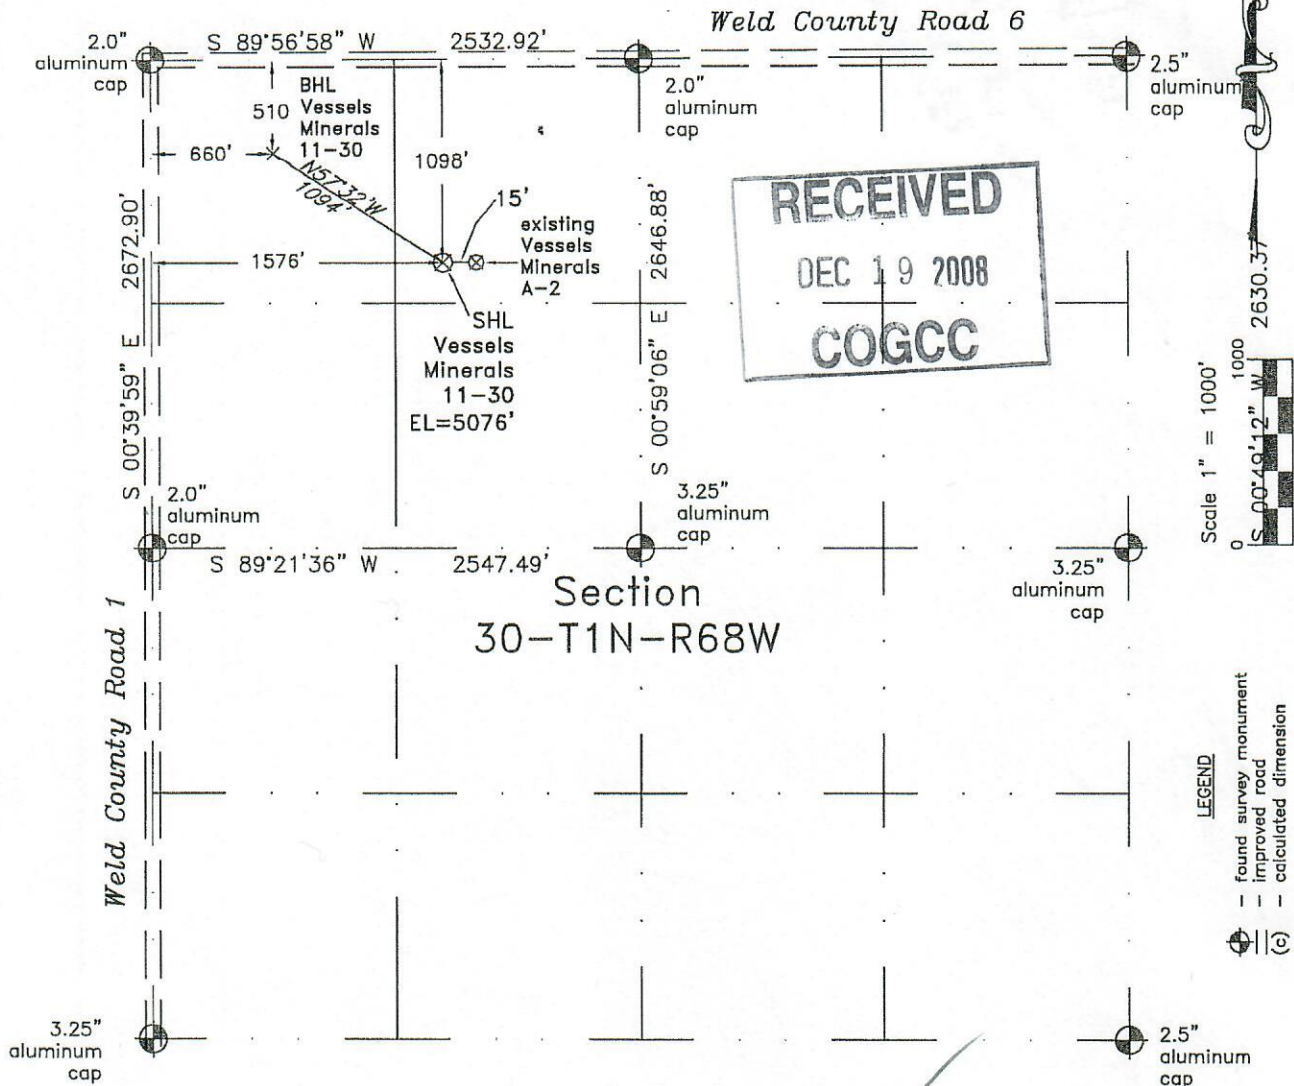 Weld County Road 6
2.0"
aluminum
cap
S 89°56'58" W
2532.92'
2.0"
aluminum
cap
2.5"
aluminum
cap
BHL
Vessels
Minerals
11-30
510
660'
N57°32'W
1094'
1098'
15'
existing
Vessels
Minerals
A-2
1576'
SHL
Vessels
Minerals
11-30
EL=5076'
S 00°39'59" E 2672.90'
S 00°59'06" E 2646.88'
RECEIVED
DEC 19 2008
COGCC
S 00°49'12" W 2630.37
Scale 1" = 1000'
0
1000
2.0"
aluminum
cap
S 89°21'36" W
2547.49'
3.25"
aluminum
cap
3.25"
aluminum
cap
Section
30-T1N-R68W
Weld County Road 1
LEGEND
- found survey monument
- improved road
(c) - calculated dimension
3.25"
aluminum
cap
2.5"
aluminum
cap